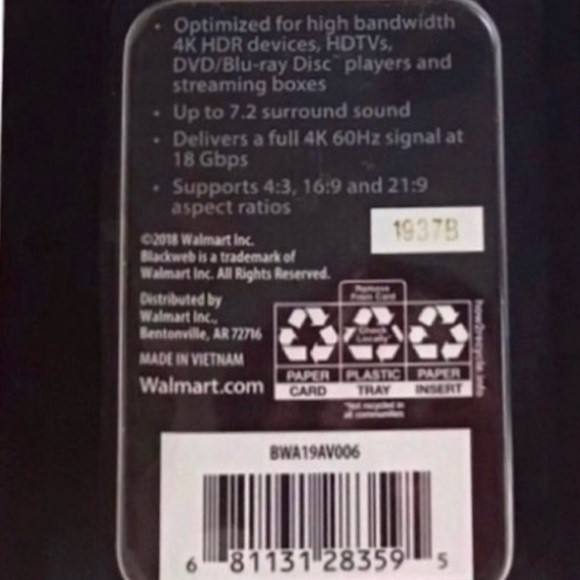 • Optimized for high bandwidth
4K HDR devices, HDTVs,
DVD/Blu-ray Disc™ players and
streaming boxes
• Up to 7.2 surround sound
• Delivers a full 4K 60Hz signal at
18 Gbps
• Supports 4:3, 16:9 and 21:9
aspect ratios
1937B
©2018 Walmart Inc.
Blackweb is a trademark of
Walmart Inc. All Rights Reserved.
Distributed by
Walmart Inc.,
Bentonville, AR 72716
MADE IN VIETNAM
Walmart.com
Remove
From Card
Check
Locally*
PAPER PLASTIC PAPER
CARD TRAY INSERT
*Not recycled in
all communities
how2recycle.info
BWA19AV006
6 81131 28359 5